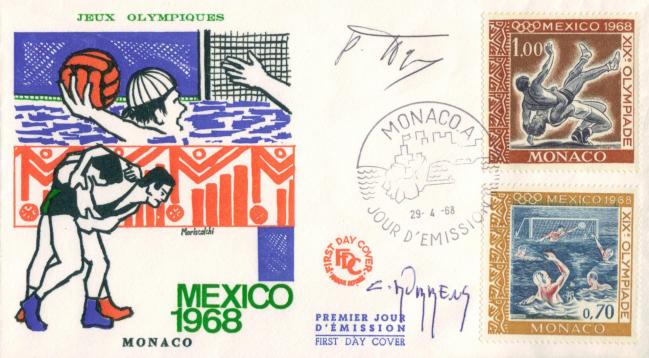 JEUX OLYMPIQUES
Mariscalchi
MEXICO
1968
MONACO
MONACO A.
29-4-68
JOUR D'EMISSION
FIRST DAY COVER
FDC
PREMIER JOUR
D'ÉMISSION
FIRST DAY COVER
MEXICO 1968
1,00
XIXe OLYMPIADE
MONACO
MEXICO 1968
XIXe OLYMPIADE
0,70
MONACO